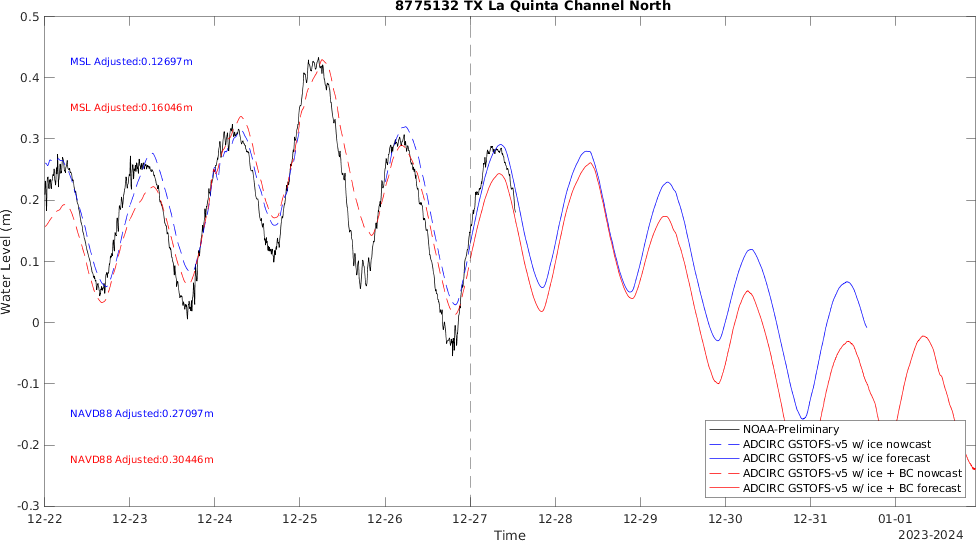 8775132 TX La Quinta Channel North
0.5
0.4
0.3
0.2
0.1
0
-0.1
-0.2
-0.3
Water Level (m)
MSL Adjusted:0.12697m
MSL Adjusted:0.16046m
NAVD88 Adjusted:0.27097m
NAVD88 Adjusted:0.30446m
NOAA-Preliminary
ADCIRC GSTOFS-v5 w/ ice nowcast
ADCIRC GSTOFS-v5 w/ ice forecast
ADCIRC GSTOFS-v5 w/ ice + BC nowcast
ADCIRC GSTOFS-v5 w/ ice + BC forecast
12-22 12-23 12-24 12-25 12-26 12-27 12-28 12-29 12-30 12-31 01-01
Time
2023-2024